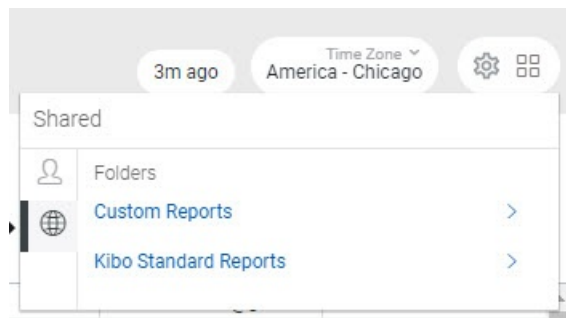 Time Zone
3m ago
America - Chicago
Shared
Folders
Custom Reports
Kibo Standard Reports